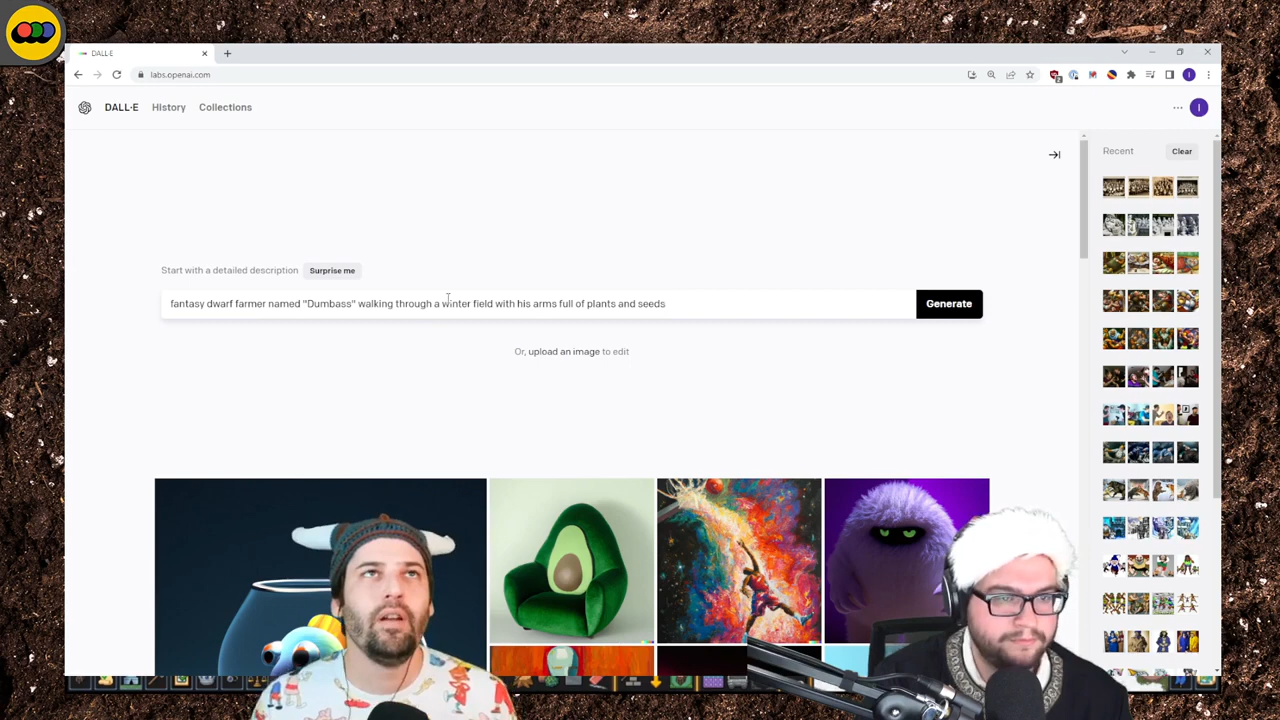 DALL·E
labs.openai.com
DALL·E History Collections
Recent Clear
Start with a detailed description Surprise me
fantasy dwarf farmer named "Dumbass" walking through a winter field with his arms full of plants and seeds
Generate
Or, upload an image to edit